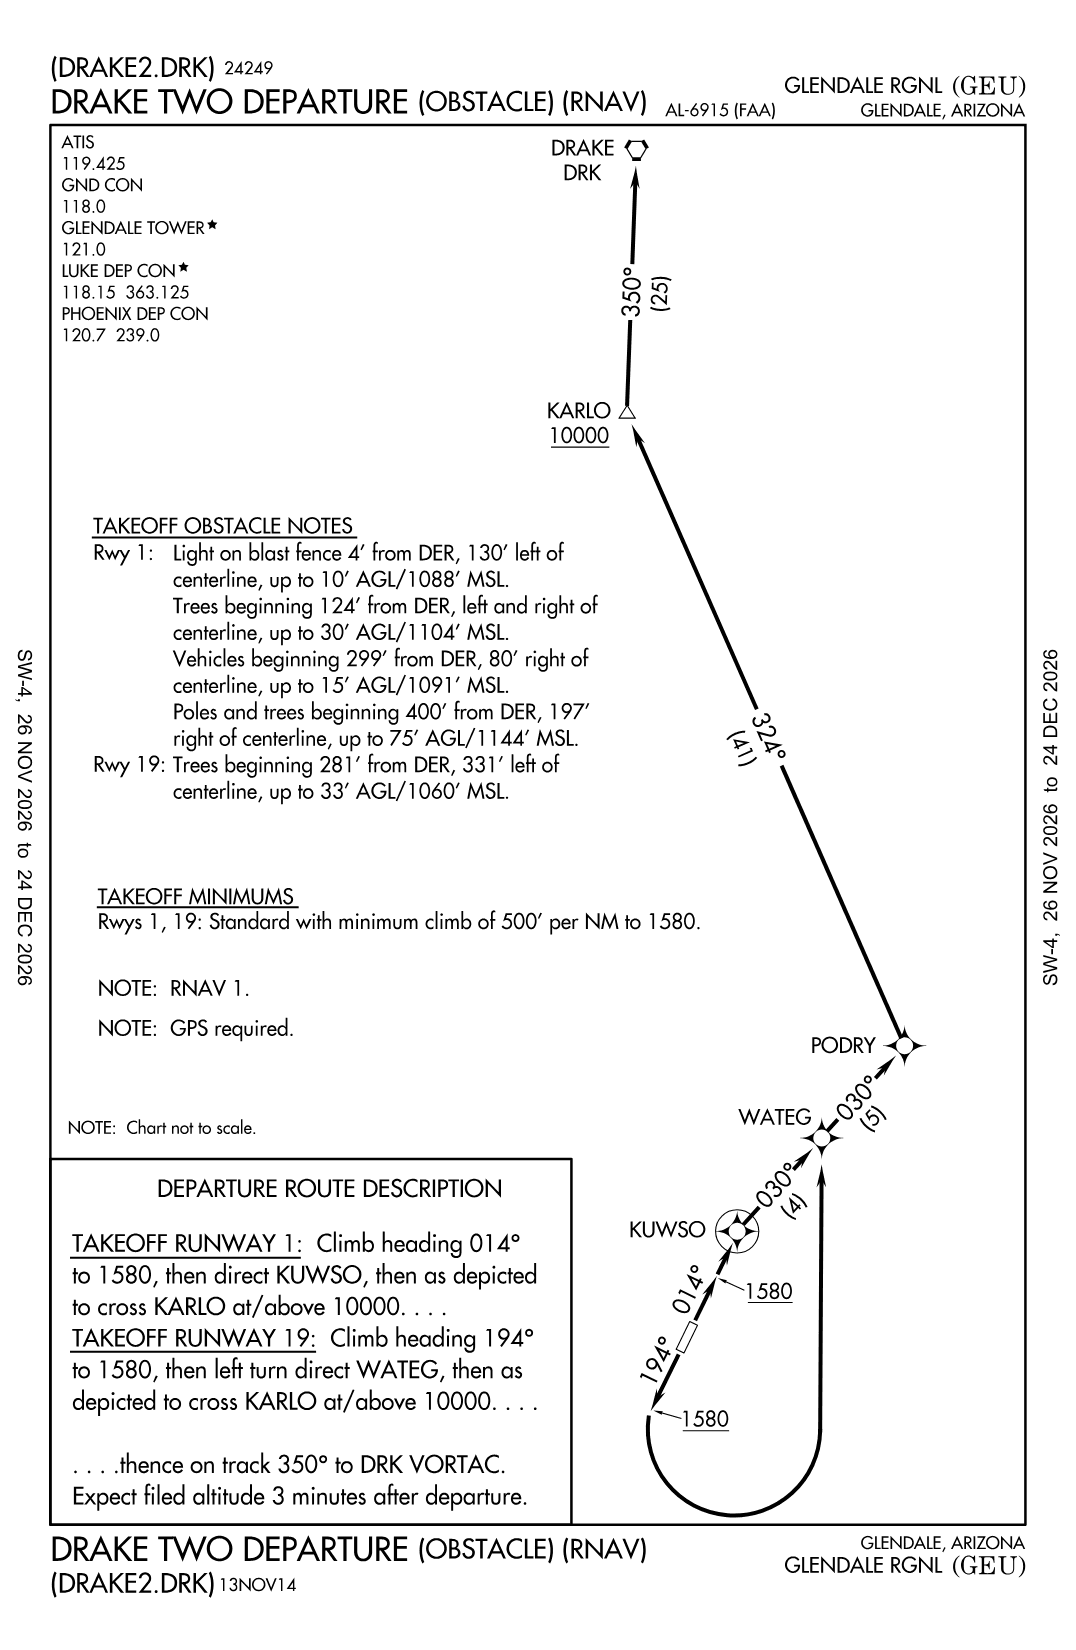 (DRAKE2.DRK) 24249
DRAKE TWO DEPARTURE (OBSTACLE) (RNAV)
AL-6915 (FAA)
GLENDALE RGNL (GEU)
GLENDALE, ARIZONA
ATIS
119.425
GND CON
118.0
GLENDALE TOWER★
121.0
LUKE DEP CON★
118.15 363.125
PHOENIX DEP CON
120.7 239.0
DRAKE
DRK
350°
(25)
KARLO
10000
TAKEOFF OBSTACLE NOTES
Rwy 1: Light on blast fence 4’ from DER, 130’ left of
centerline, up to 10’ AGL/1088’ MSL.
Trees beginning 124’ from DER, left and right of
centerline, up to 30’ AGL/1104’ MSL.
Vehicles beginning 299’ from DER, 80’ right of
centerline, up to 15’ AGL/1091’ MSL.
Poles and trees beginning 400’ from DER, 197’
right of centerline, up to 75’ AGL/1144’ MSL.
Rwy 19: Trees beginning 281’ from DER, 331’ left of
centerline, up to 33’ AGL/1060’ MSL.
324°
(41)
SW-4, 26 NOV 2026 to 24 DEC 2026
SW-4, 26 NOV 2026 to 24 DEC 2026
TAKEOFF MINIMUMS
Rwys 1, 19: Standard with minimum climb of 500’ per NM to 1580.
NOTE: RNAV 1.
NOTE: GPS required.
NOTE: Chart not to scale.
PODRY
030°
(5)
WATEG
030°
(4)
KUWSO
014°
1580
194°
1580
DEPARTURE ROUTE DESCRIPTION
TAKEOFF RUNWAY 1: Climb heading 014°
to 1580, then direct KUWSO, then as depicted
to cross KARLO at/above 10000. . . .
TAKEOFF RUNWAY 19: Climb heading 194°
to 1580, then left turn direct WATEG, then as
depicted to cross KARLO at/above 10000. . . .
. . . .thence on track 350° to DRK VORTAC.
Expect filed altitude 3 minutes after departure.
DRAKE TWO DEPARTURE (OBSTACLE) (RNAV)
(DRAKE2.DRK) 13NOV14
GLENDALE, ARIZONA
GLENDALE RGNL (GEU)